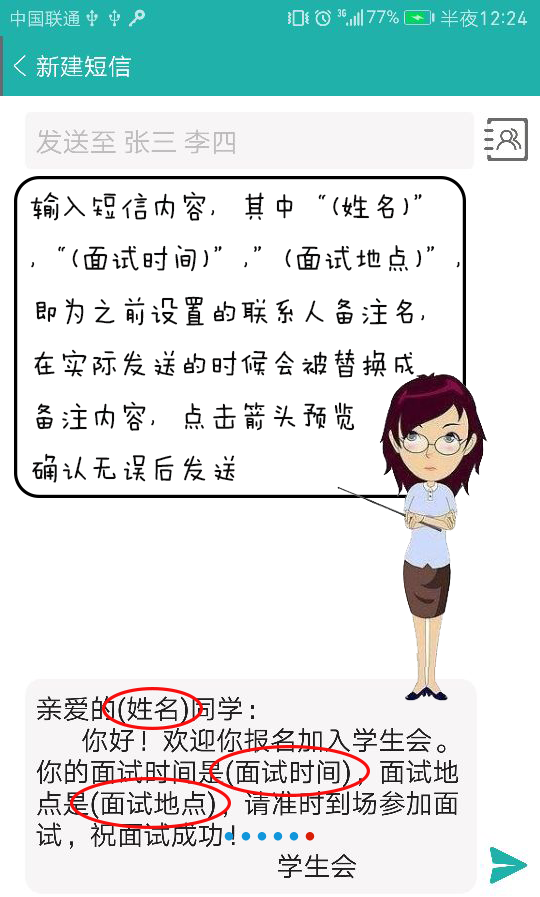 中国联通 3G 77% 半夜12:24
新建短信
发送至 张三 李四
输入短信内容, 其中 “(姓名)”
, “(面试时间)” ,” (面试地点)” ,
即为之前设置的联系人备注名,
在实际发送的时候会被替换成
备注内容, 点击箭头预览
确认无误后发送
亲爱的(姓名)同学:
你好! 欢迎你报名加入学生会。
你的面试时间是(面试时间), 面试地
点是(面试地点), 请准时到场参加面
试, 祝面试成功!
学生会